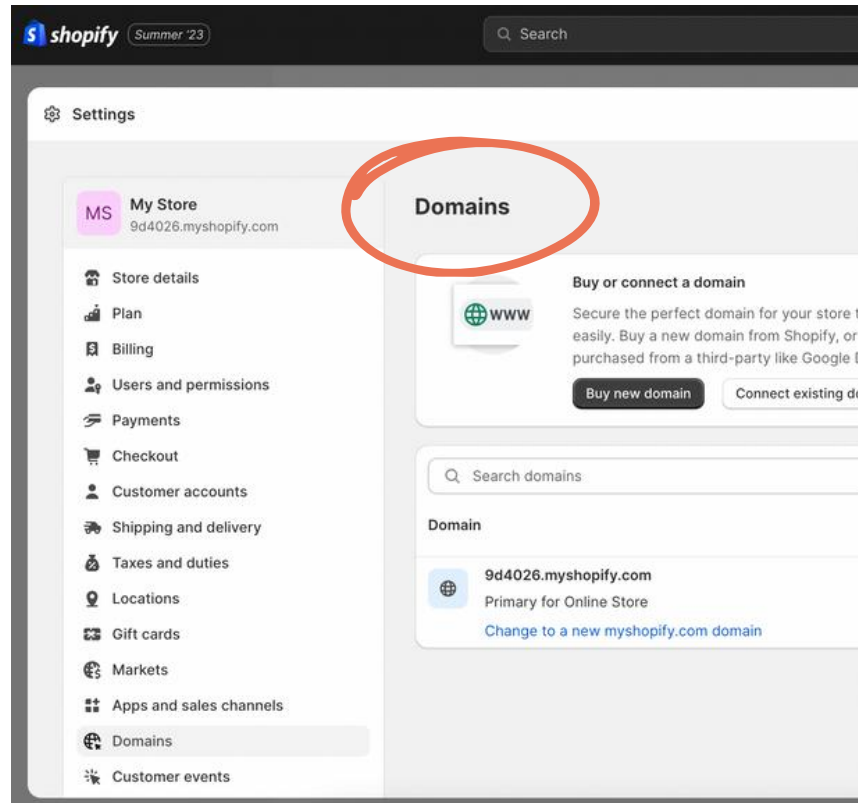 shopify Summer '23
Search
Settings
MS
My Store
9d4026.myshopify.com
Store details
Plan
Billing
Users and permissions
Payments
Checkout
Customer accounts
Shipping and delivery
Taxes and duties
Locations
Gift cards
Markets
Apps and sales channels
Domains
Customer events
Domains
www
Buy or connect a domain
Secure the perfect domain for your store
easily. Buy a new domain from Shopify, or
purchased from a third-party like Google
Buy new domain
Connect existing
Search domains
Domain
9d4026.myshopify.com
Primary for Online Store
Change to a new myshopify.com domain